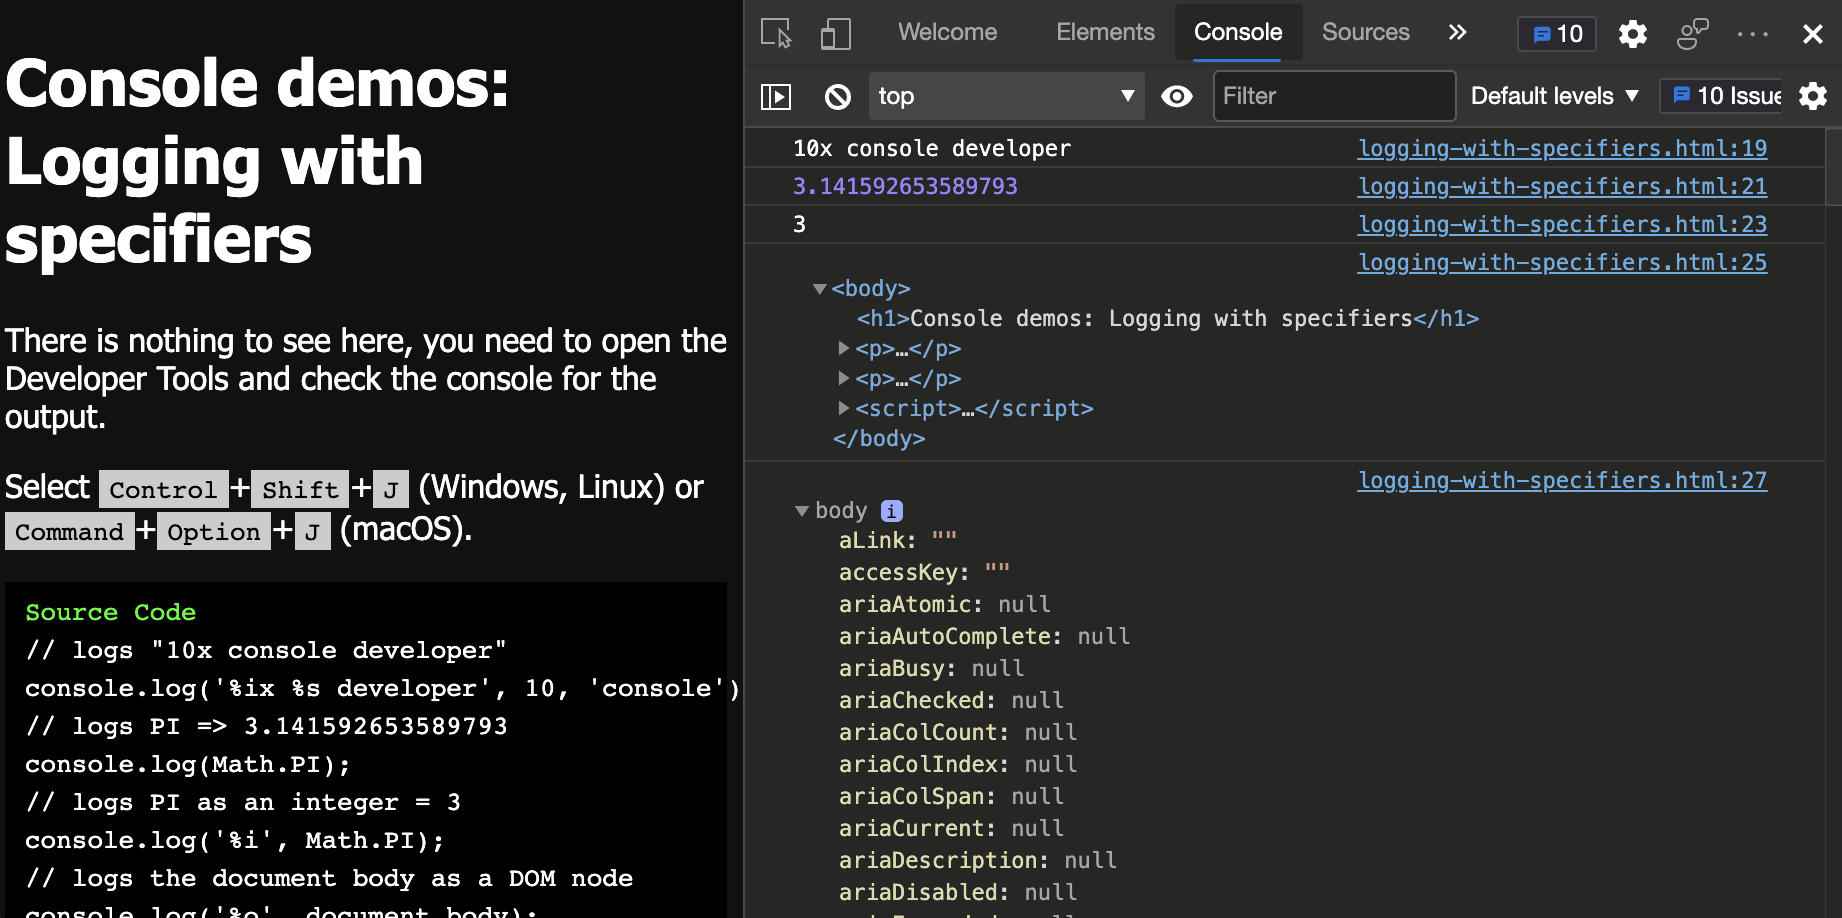 Console demos:
Logging with
specifiers
There is nothing to see here, you need to open the
Developer Tools and check the console for the
output.
Select Control+Shift+J (Windows, Linux) or
Command+Option+J (macOS).
Source Code
// logs "10x console developer"
console.log('%ix %s developer', 10, 'console')
// logs PI => 3.141592653589793
console.log(Math.PI);
// logs PI as an integer = 3
console.log('%i', Math.PI);
// logs the document body as a DOM node
console.log('%o', document.body);
Welcome Elements Console Sources » 10
top Filter Default levels 10 Issue
10x console developer logging-with-specifiers.html:19
3.141592653589793 logging-with-specifiers.html:21
3 logging-with-specifiers.html:23
logging-with-specifiers.html:25
<body>
<h1>Console demos: Logging with specifiers</h1>
<p>…</p>
<p>…</p>
<script>…</script>
</body>
logging-with-specifiers.html:27
body i
aLink: ""
accessKey: ""
ariaAtomic: null
ariaAutoComplete: null
ariaBusy: null
ariaChecked: null
ariaColCount: null
ariaColIndex: null
ariaColSpan: null
ariaCurrent: null
ariaDescription: null
ariaDisabled: null